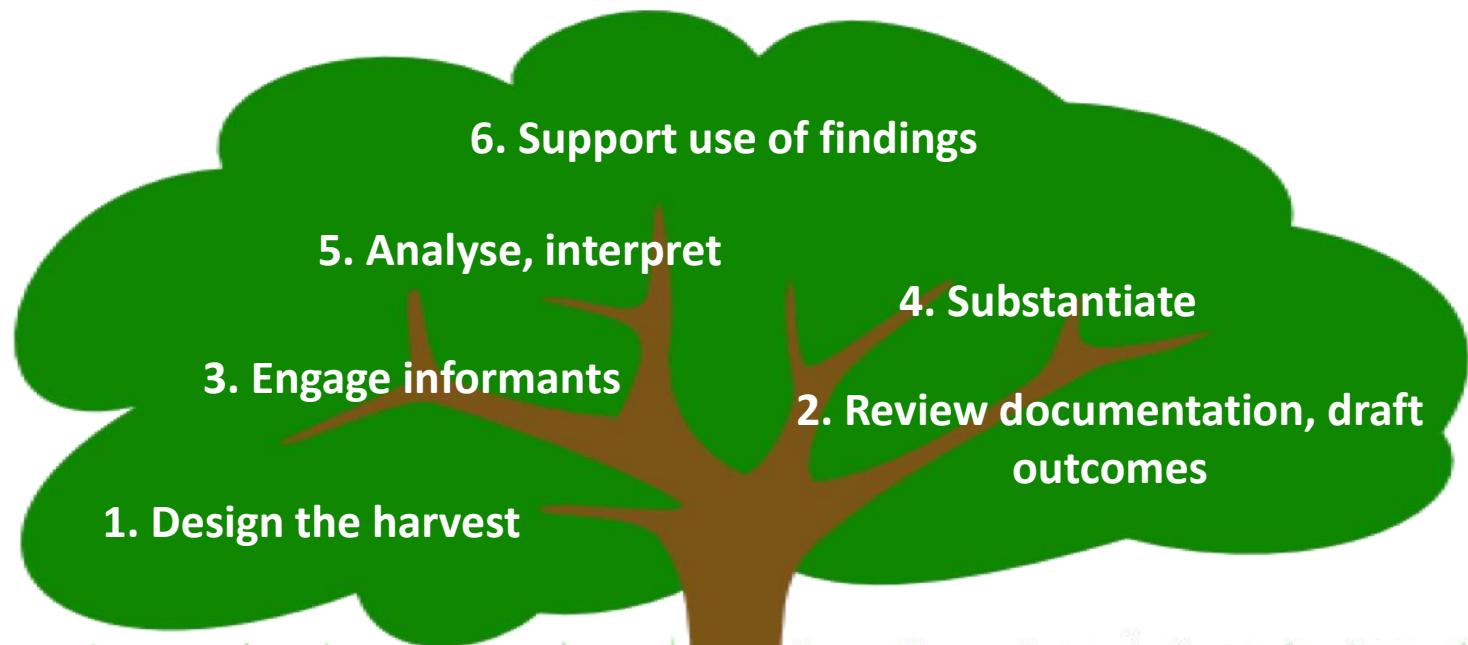 6. Support use of findings
5. Analyse, interpret
4. Substantiate
3. Engage informants
2. Review documentation, draft
outcomes
1. Design the harvest